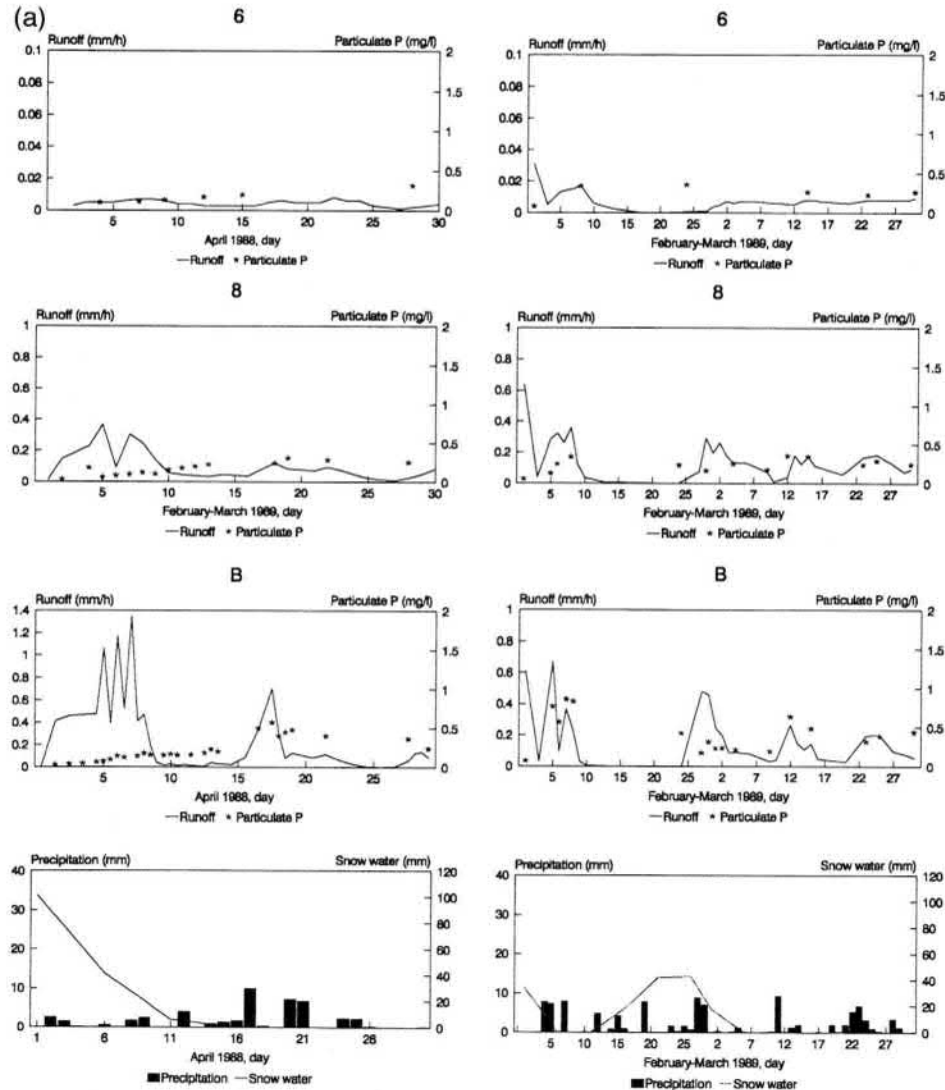 (a)
6
Runoff (mm/h) Particulate P (mg/l)
0.1 2
0.08 1.5
0.06
0.04 1
0.02 0.5
0 0
5 10 15 20 25 30
April 1988, day
—Runoff * Particulate P
6
Runoff (mm/h) Particulate P (mg/l)
0.1 2
0.08 1.5
0.06
0.04 1
0.02 0.5
0 0
5 10 15 20 25 2 7 12 17 22 27
February-March 1989, day
—Runoff * Particulate P
8
Runoff (mm/h) Particulate P (mg/l)
1 2
0.8 1.5
0.6
0.4 1
0.2 0.5
0 0
5 10 15 20 25 30
February-March 1989, day
—Runoff * Particulate P
8
Runoff (mm/h) Particulate P (mg/l)
1 2
0.8 1.5
0.6
0.4 1
0.2 0.5
0 0
5 10 15 20 25 2 7 12 17 22 27
February-March 1989, day
—Runoff * Particulate P
B
Runoff (mm/h) Particulate P (mg/l)
1.4 2
1.2
1 1.5
0.8
0.6 1
0.4
0.2 0.5
0 0
5 10 15 20 25 30
April 1988, day
—Runoff * Particulate P
B
Runoff (mm/h) Particulate P (mg/l)
1 2
0.8 1.5
0.6
0.4 1
0.2 0.5
0 0
5 10 15 20 25 2 7 12 17 22 27
February-March 1989, day
—Runoff * Particulate P
Precipitation (mm) Snow water (mm)
40 120
100
30 80
20 60
40
10 20
0 0
1 6 11 16 21 26
April 1988, day
Precipitation —Snow water
Precipitation (mm) Snow water (mm)
40 120
100
30 80
20 60
40
10 20
0 0
5 10 15 20 25 2 7 12 17 22 28
February-March 1989, day
Precipitation —Snow water